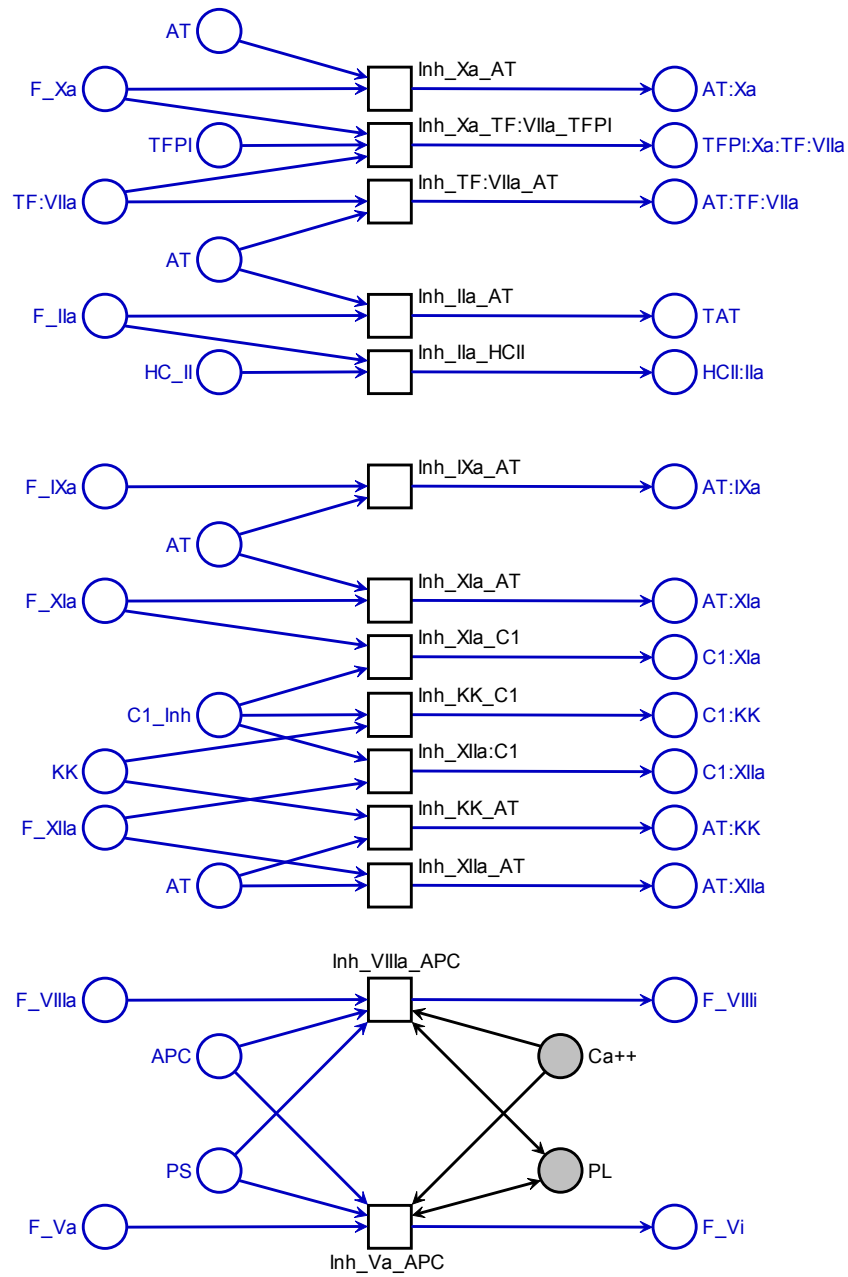 AT
Inh_Xa_AT
F_Xa
AT:Xa
Inh_Xa_TF:VIIa_TFPI
TFPI
TFPI:Xa:TF:VIIa
Inh_TF:VIIa_AT
TF:VIIa
AT:TF:VIIa
AT
Inh_IIa_AT
F_IIa
TAT
Inh_IIa_HCII
HC_II
HCII:IIa
Inh_IXa_AT
F_IXa
AT:IXa
AT
Inh_XIa_AT
F_XIa
AT:XIa
Inh_XIa_C1
C1:XIa
Inh_KK_C1
C1_Inh
C1:KK
Inh_XIIa:C1
KK
C1:XIIa
Inh_KK_AT
F_XIIa
AT:KK
Inh_XIIa_AT
AT
AT:XIIa
Inh_VIIIa_APC
F_VIIIa
F_VIIIi
APC
Ca++
PS
PL
F_Va
F_Vi
Inh_Va_APC